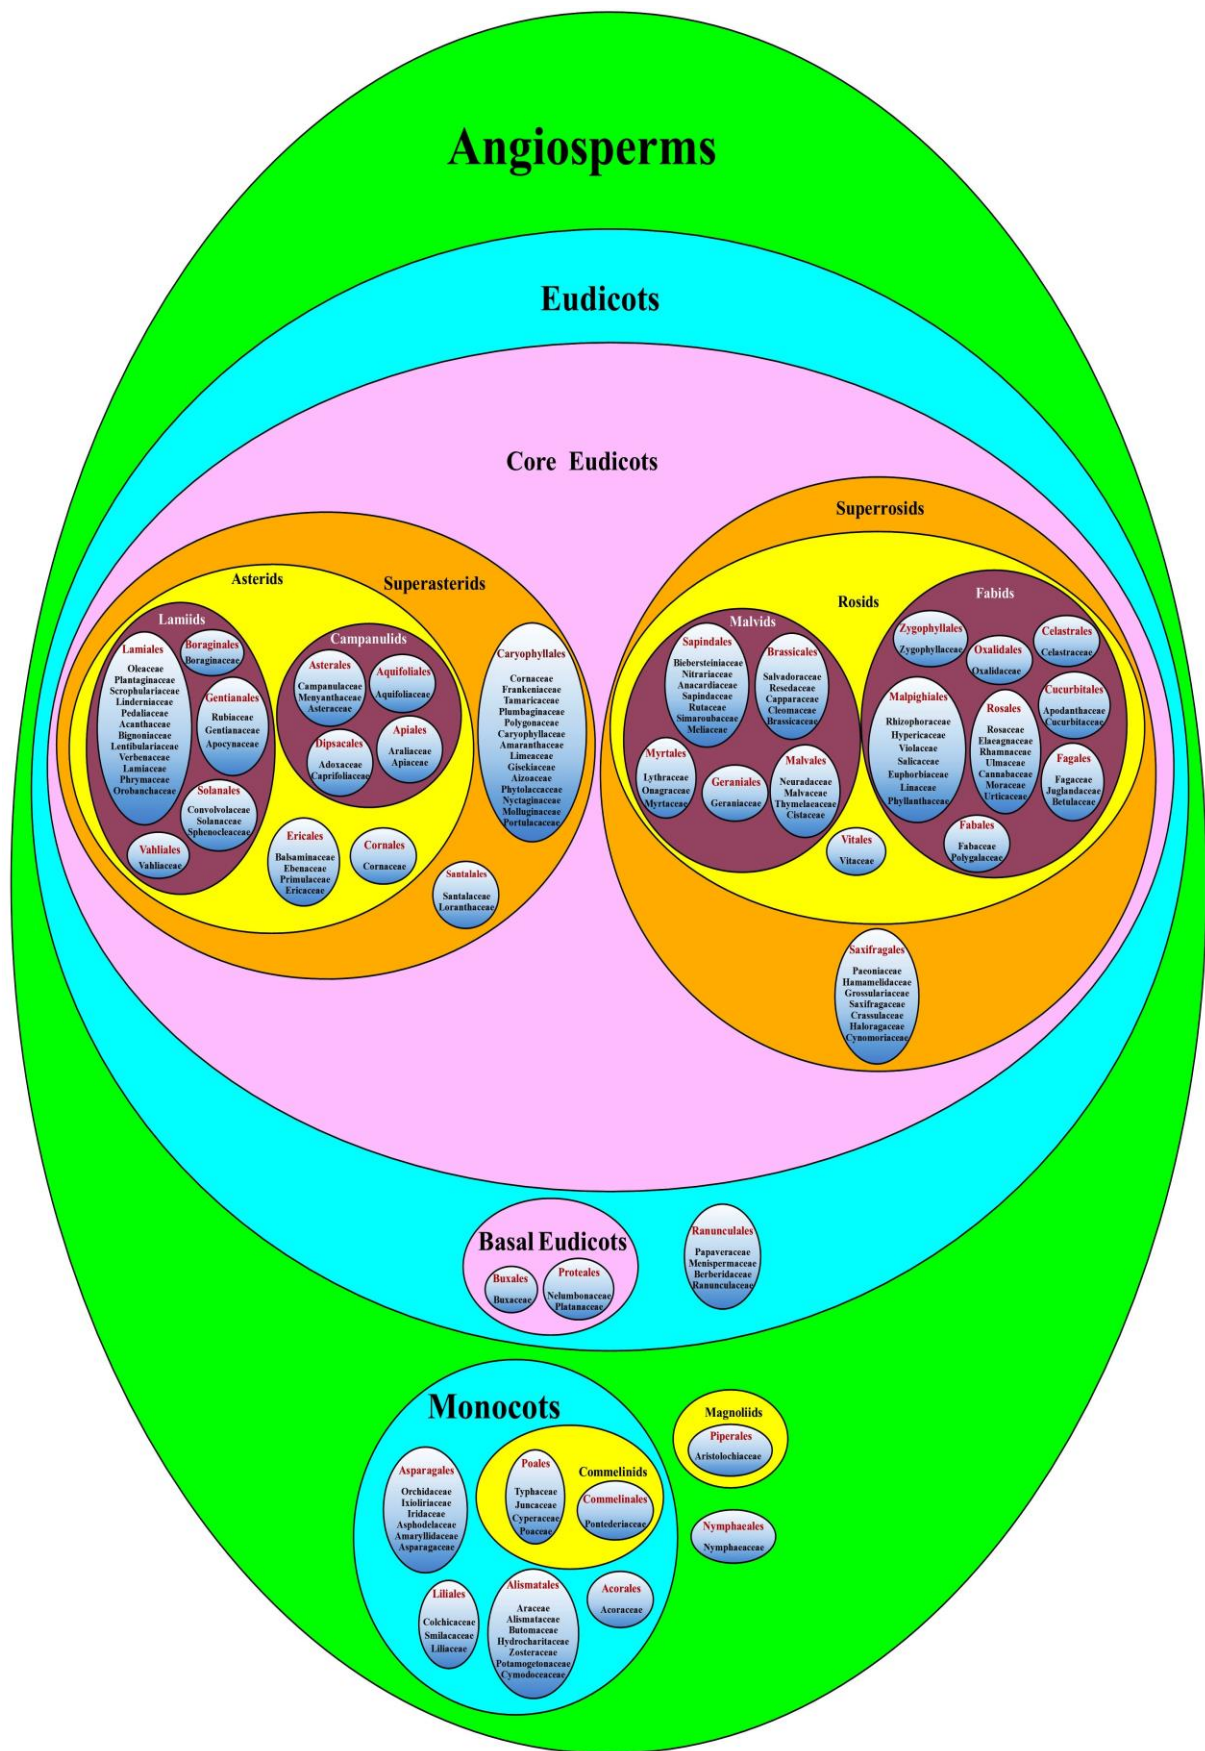 Angiosperms
Eudicots
Core Eudicots
Superasterids
Asterids
Lamiids
Lamiales
Oleaceae
Plantaginaceae
Scrophulariaceae
Linderniaceae
Pedaliaceae
Acanthaceae
Bignoniaceae
Lentibulariaceae
Verbenaceae
Lamiaceae
Phrymaceae
Orobanchaceae
Boraginales
Boraginaceae
Gentianales
Rubiaceae
Gentianaceae
Apocynaceae
Solanales
Convolvolaceae
Solanaceae
Sphenocleaceae
Vahliales
Vahliaceae
Campanulids
Asterales
Campanulaceae
Menyanthaceae
Asteraceae
Aquifoliales
Aquifoliaceae
Dipsacales
Adoxaceae
Caprifoliaceae
Apiales
Araliaceae
Apiaceae
Ericales
Balsaminaceae
Ebenaceae
Primulaceae
Ericaceae
Cornales
Cornaceae
Caryophyllales
Cornaceae
Frankeniaceae
Tamaricaceae
Plumbaginaceae
Polygonaceae
Caryophyllaceae
Amaranthaceae
Limeaceae
Gisekiaceae
Aizoaceae
Phytolaccaceae
Nyctaginaceae
Molluginaceae
Portulacaceae
Santalales
Santalaceae
Loranthaceae
Superrosids
Rosids
Malvids
Sapindales
Biebersteiniaceae
Nitrariaceae
Anacardiaceae
Sapindaceae
Rutaceae
Simaroubaceae
Meliaceae
Brassicales
Salvadoraceae
Resedaceae
Capparaceae
Cleomaceae
Brassicaceae
Myrtales
Lythraceae
Onagraceae
Myrtaceae
Geraniales
Geraniaceae
Malvales
Neuradaceae
Malvaceae
Thymelaeaceae
Cistaceae
Fabids
Zygophyllales
Zygophyllaceae
Oxalidales
Oxalidaceae
Celastrales
Celastraceae
Malpighiales
Rhizophoraceae
Hypericaceae
Violaceae
Salicaceae
Euphorbiaceae
Linaceae
Phyllanthaceae
Rosales
Rosaceae
Elaeagnaceae
Rhamnaceae
Ulmaceae
Cannabaceae
Moraceae
Urticaceae
Cucurbitales
Apodanthaceae
Cucurbitaceae
Fagales
Fagaceae
Juglandaceae
Betulaceae
Fabales
Fabaceae
Polygalaceae
Vitales
Vitaceae
Saxifragales
Paeoniaceae
Hamamelidaceae
Grossulariaceae
Saxifragaceae
Crassulaceae
Haloragaceae
Cynomoriaceae
Basal Eudicots
Buxales
Buxaceae
Proteales
Nelumbonaceae
Platanaceae
Ranunculales
Papaveraceae
Menispermaceae
Berberidaceae
Ranunculaceae
Monocots
Asparagales
Orchidaceae
Ixioliriaceae
Iridaceae
Asphodelaceae
Amaryllidaceae
Asparagaceae
Commelinids
Poales
Typhaceae
Juncaceae
Cyperaceae
Poaceae
Commelinales
Pontederiaceae
Liliales
Colchicaceae
Smilacaceae
Liliaceae
Alismatales
Araceae
Alismataceae
Butomaceae
Hydrocharitaceae
Zosteraceae
Potamogetonaceae
Cymodoceaceae
Acorales
Acoraceae
Magnoliids
Piperales
Aristolochiaceae
Nymphaeales
Nymphaeaceae